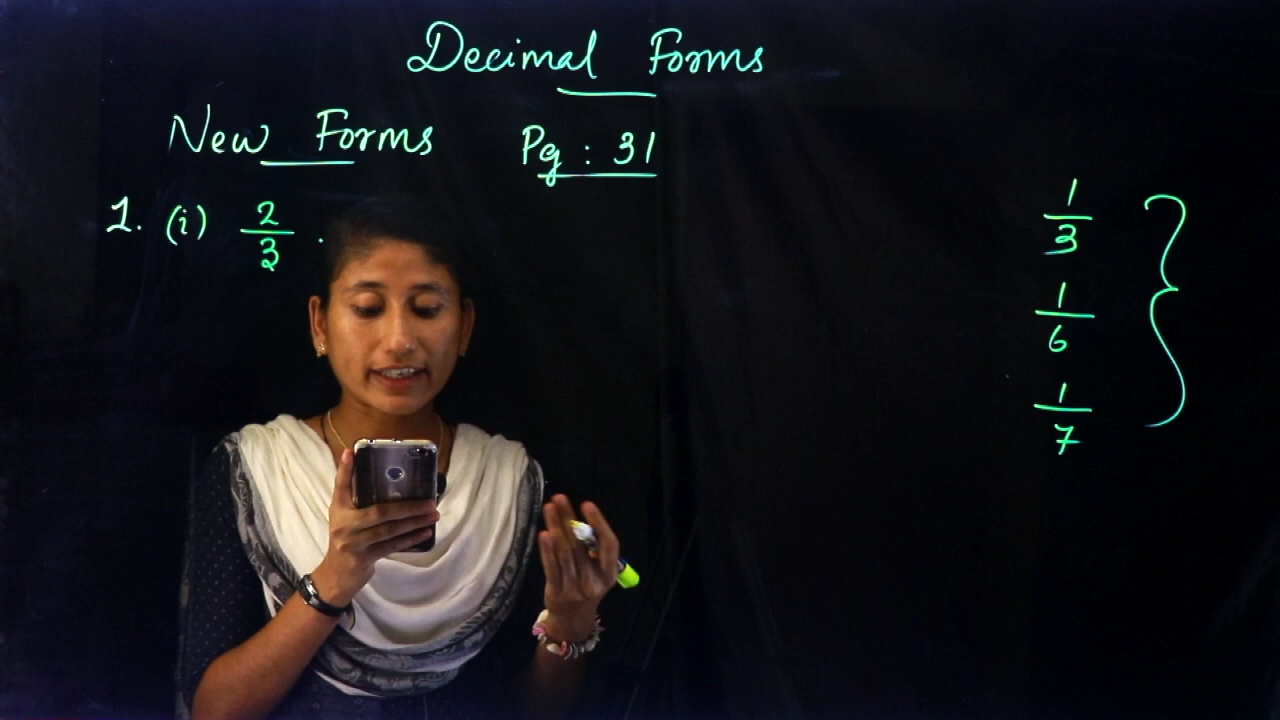 Decimal Forms
New Forms Pg : 31
1. (i) 2/3 .
1/3
1/6
1/7